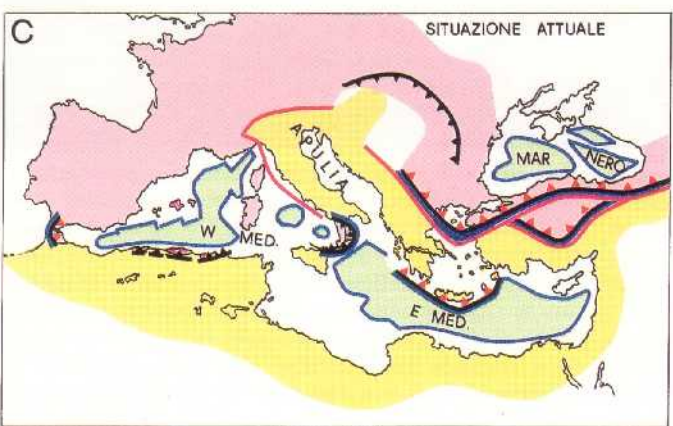 C
SITUAZIONE ATTUALE
APULIA
MAR NERO
W MED.
E MED.